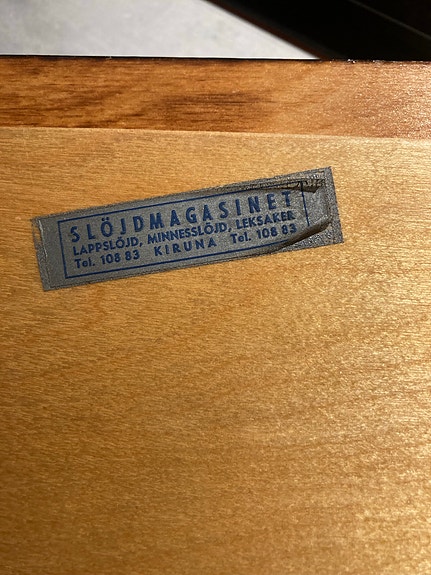 SLÖJDMAGASINET
LAPPSLÖJD, MINNESSLÖJD, LEKSAKER
Tel. 108 83 KIRUNA Tel. 108 83